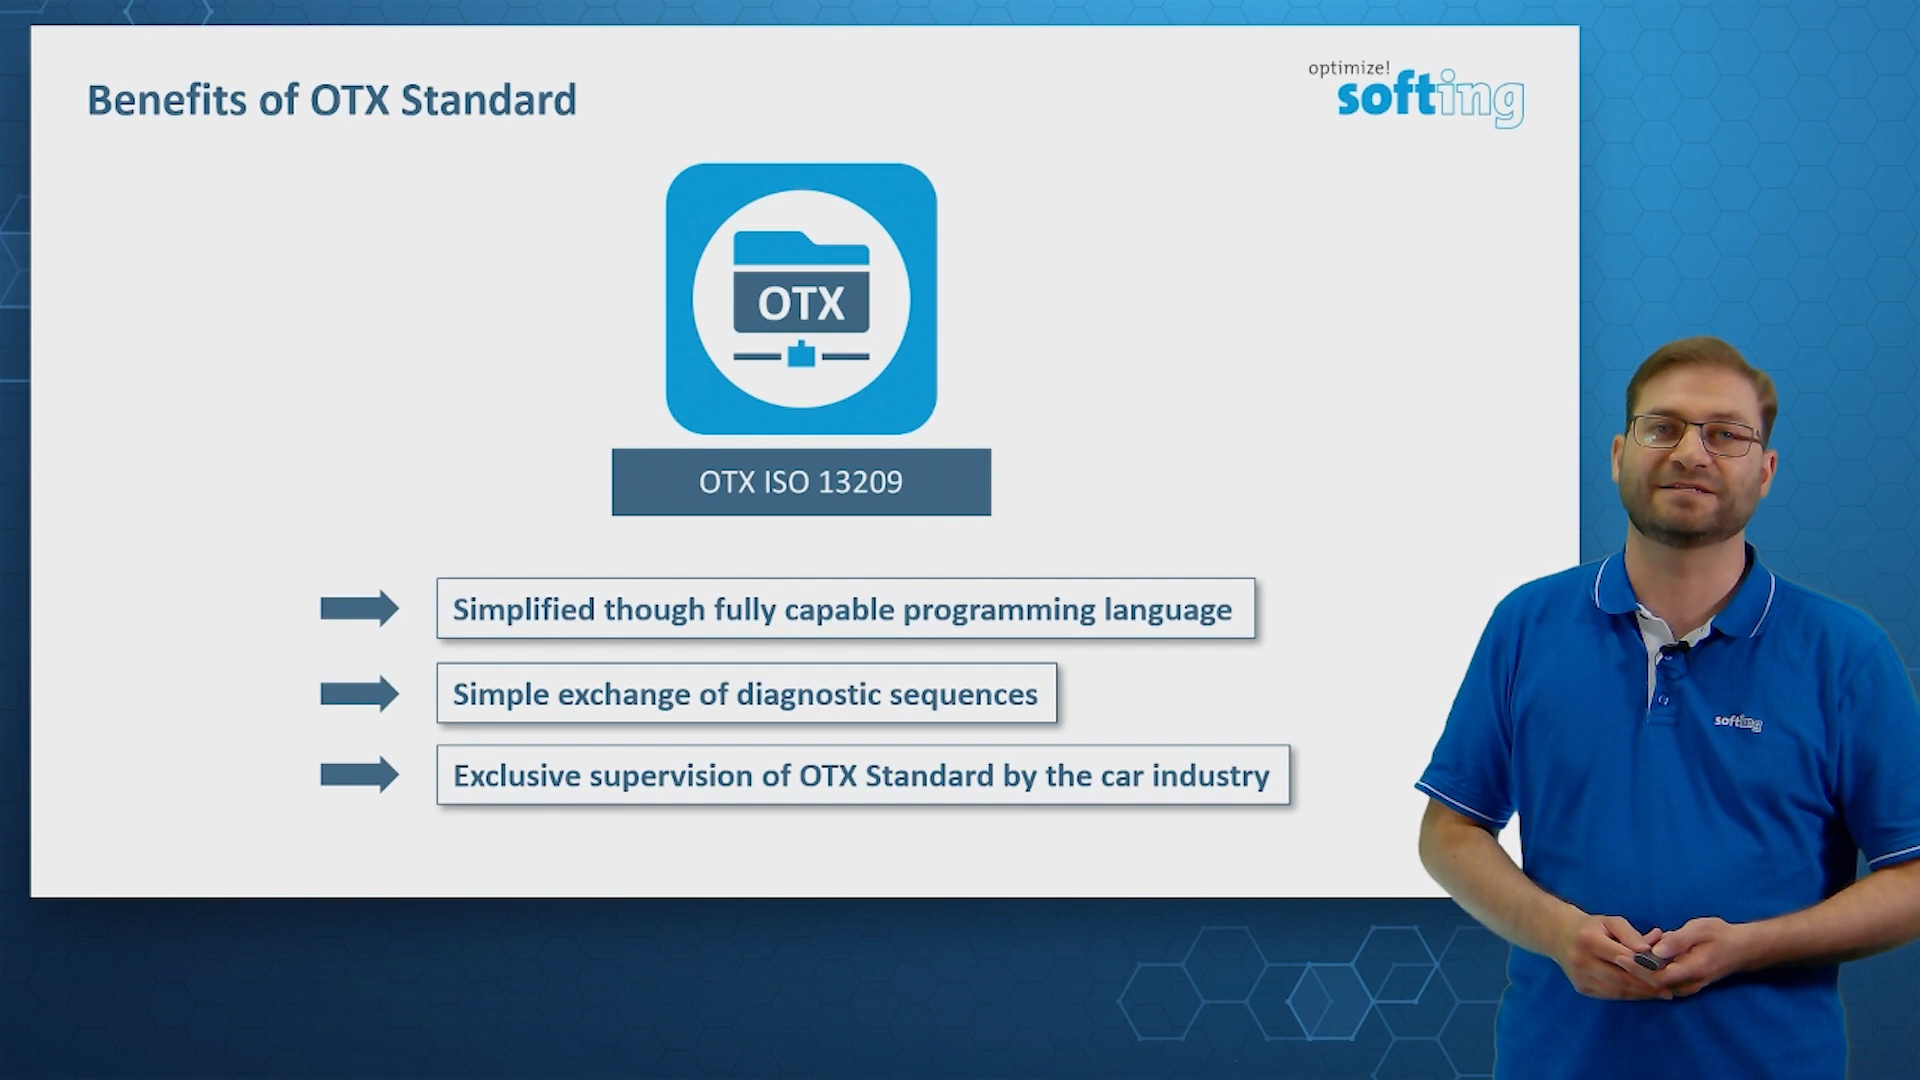 Benefits of OTX Standard
optimize!
softing
OTX
OTX ISO 13209
Simplified though fully capable programming language
Simple exchange of diagnostic sequences
Exclusive supervision of OTX Standard by the car industry
softing